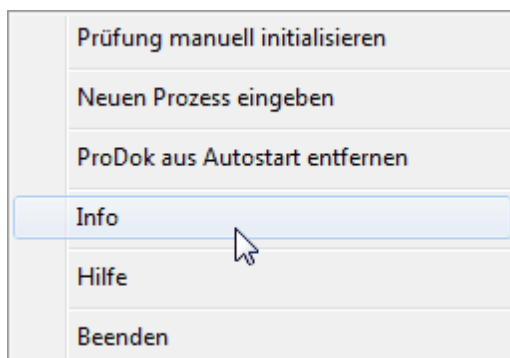 Prüfung manuell initialisieren
Neuen Prozess eingeben
ProDok aus Autostart entfernen
Info
Hilfe
Beenden